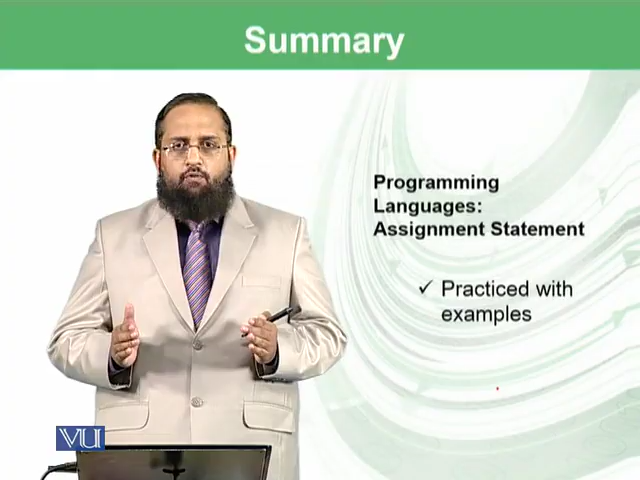 Summary
Programming
Languages:
Assignment Statement
✓ Practiced with
examples
VU